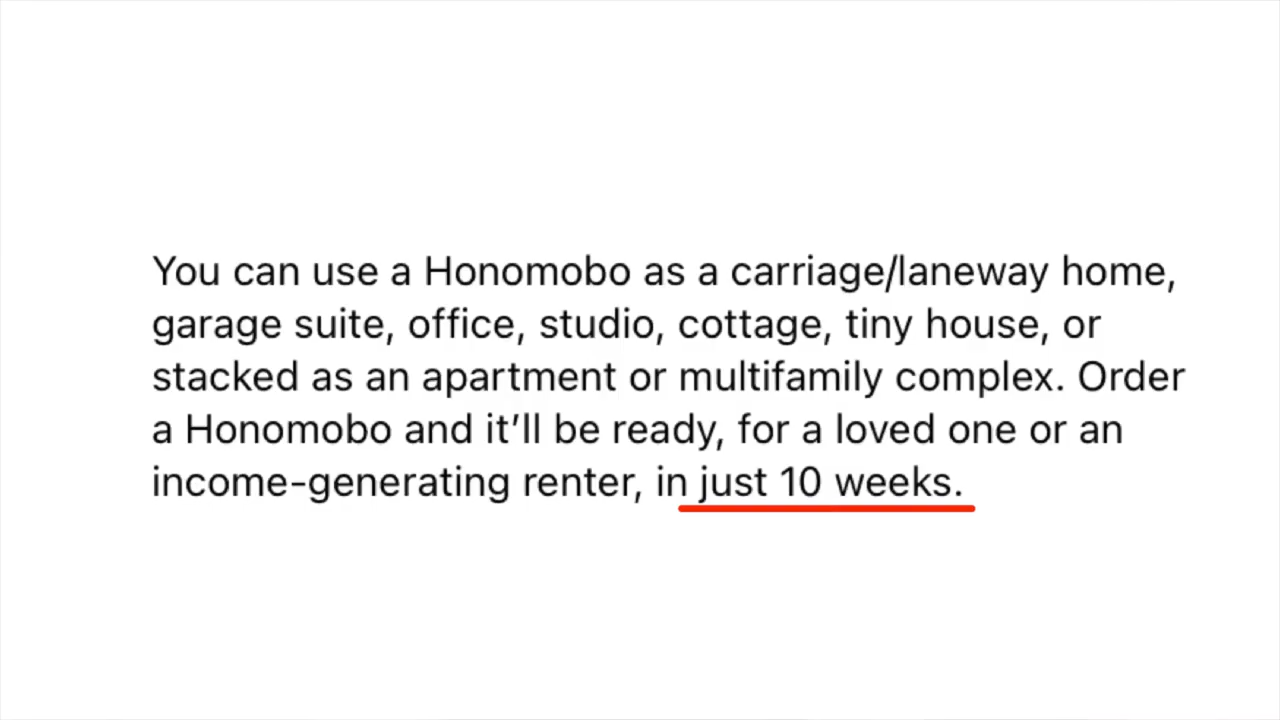 You can use a Honomobo as a carriage/laneway home,
garage suite, office, studio, cottage, tiny house, or
stacked as an apartment or multifamily complex. Order
a Honomobo and it’ll be ready, for a loved one or an
income-generating renter, in just 10 weeks.